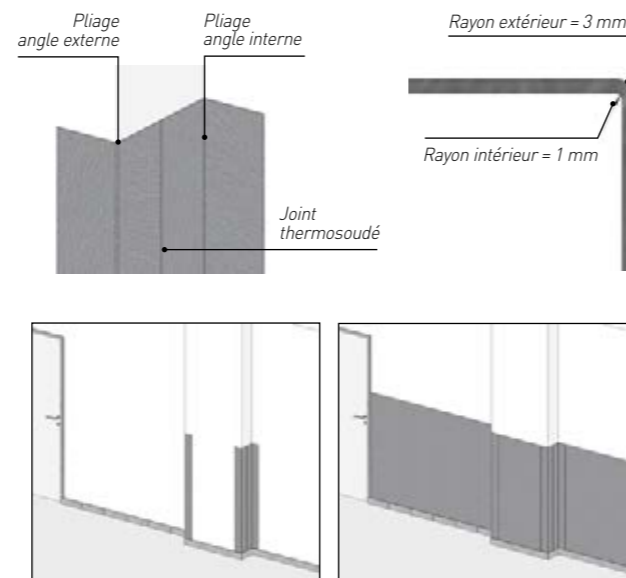 Pliage
angle externe
Pliage
angle interne
Joint
thermosoudé
Rayon extérieur = 3 mm
Rayon intérieur = 1 mm